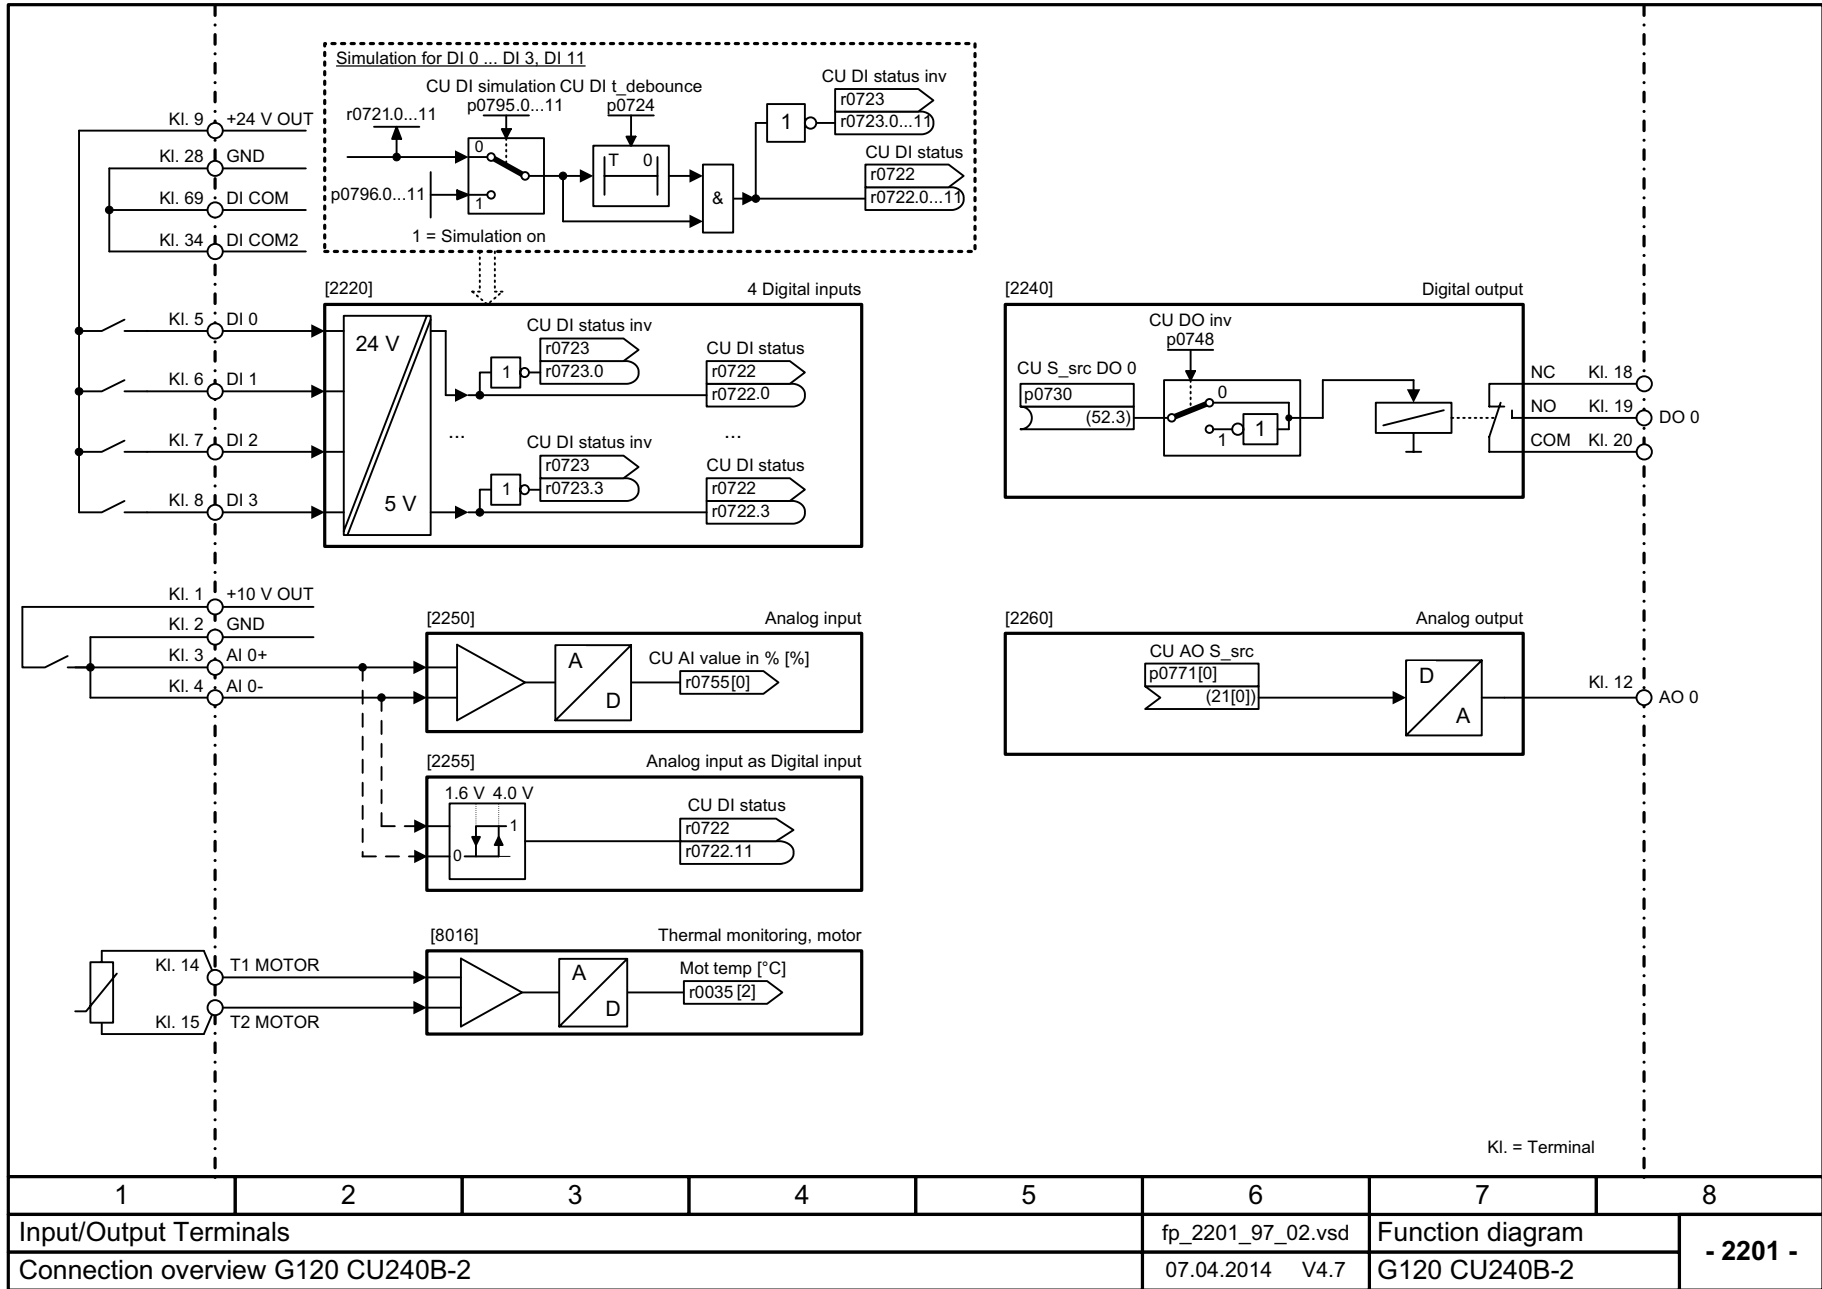 Simulation for DI 0 ... DI 3, DI 11
CU DI simulation
CU DI t_debounce
CU DI status inv
p0795.0...11
p0724
r0723
r0721.0...11
r0723.0...11
1
0
T 0
CU DI status
r0722
r0722.0...11
p0796.0...11
1
&
1 = Simulation on
Kl. 9 +24 V OUT
Kl. 28 GND
Kl. 69 DI COM
Kl. 34 DI COM2
[2220]
4 Digital inputs
Kl. 5 DI 0
Kl. 6 DI 1
Kl. 7 DI 2
Kl. 8 DI 3
24 V
5 V
CU DI status inv
r0723
1
r0723.0
CU DI status
r0722
r0722.0
...
...
CU DI status inv
r0723
1
r0723.3
CU DI status
r0722
r0722.3
[2240]
Digital output
CU DO inv
p0748
CU S_src DO 0
p0730
(52.3)
0
1
1
NC Kl. 18
NO Kl. 19
DO 0
COM Kl. 20
Kl. 1 +10 V OUT
Kl. 2 GND
Kl. 3 AI 0+
Kl. 4 AI 0-
[2250]
Analog input
A
D
CU AI value in % [%]
r0755[0]
[2255]
Analog input as Digital input
1.6 V 4.0 V
1
0
CU DI status
r0722
r0722.11
[2260]
Analog output
CU AO S_src
p0771[0]
(21[0])
D
A
Kl. 12
AO 0
[8016]
Thermal monitoring, motor
Kl. 14 T1 MOTOR
Kl. 15 T2 MOTOR
A
D
Mot temp [°C]
r0035 [2]
Kl. = Terminal
1 2 3 4 5 6 7 8
Input/Output Terminals
fp_2201_97_02.vsd
Function diagram
- 2201 -
Connection overview G120 CU240B-2
07.04.2014 V4.7
G120 CU240B-2